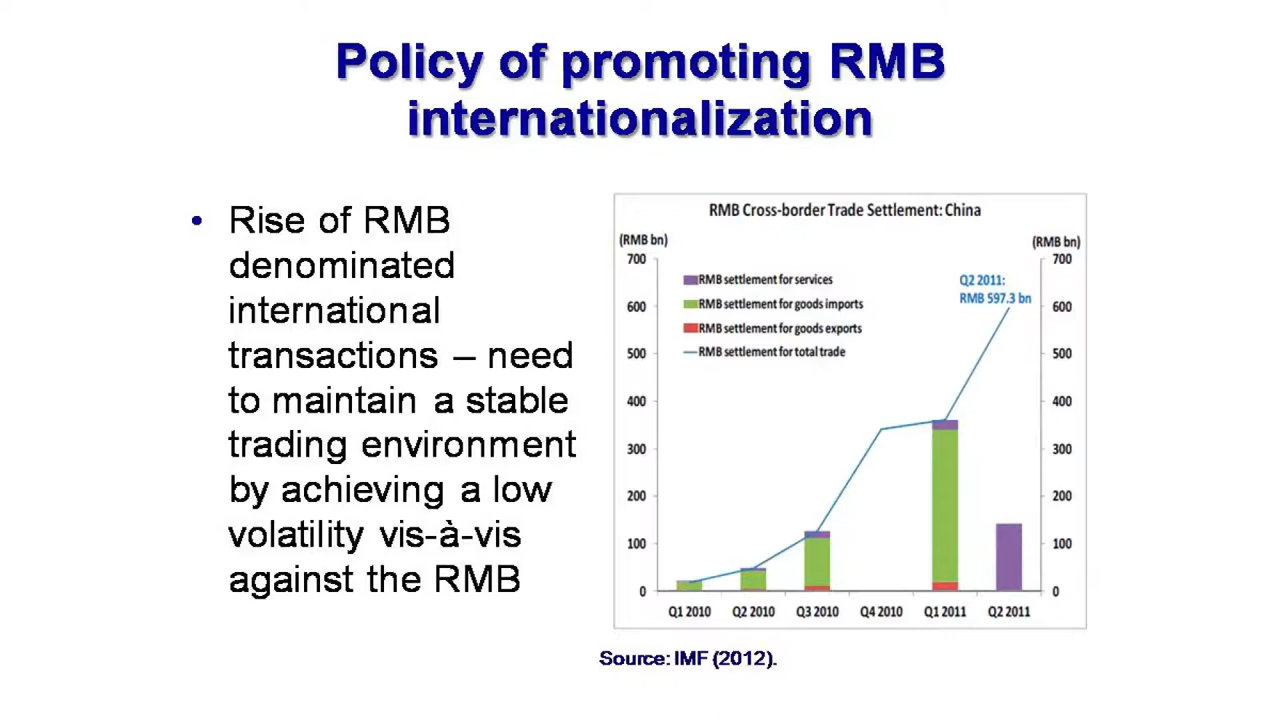 Policy of promoting RMB
internationalization
• Rise of RMB
denominated
international
transactions – need
to maintain a stable
trading environment
by achieving a low
volatility vis-à-vis
against the RMB
RMB Cross-border Trade Settlement: China
(RMB bn)
(RMB bn)
700
600
500
400
300
200
100
0
RMB settlement for services
RMB settlement for goods imports
RMB settlement for goods exports
RMB settlement for total trade
Q2 2011:
RMB 597.3 bn
700
600
500
400
300
200
100
0
Q1 2010 Q2 2010 Q3 2010 Q4 2010 Q1 2011 Q2 2011
Source: IMF (2012).